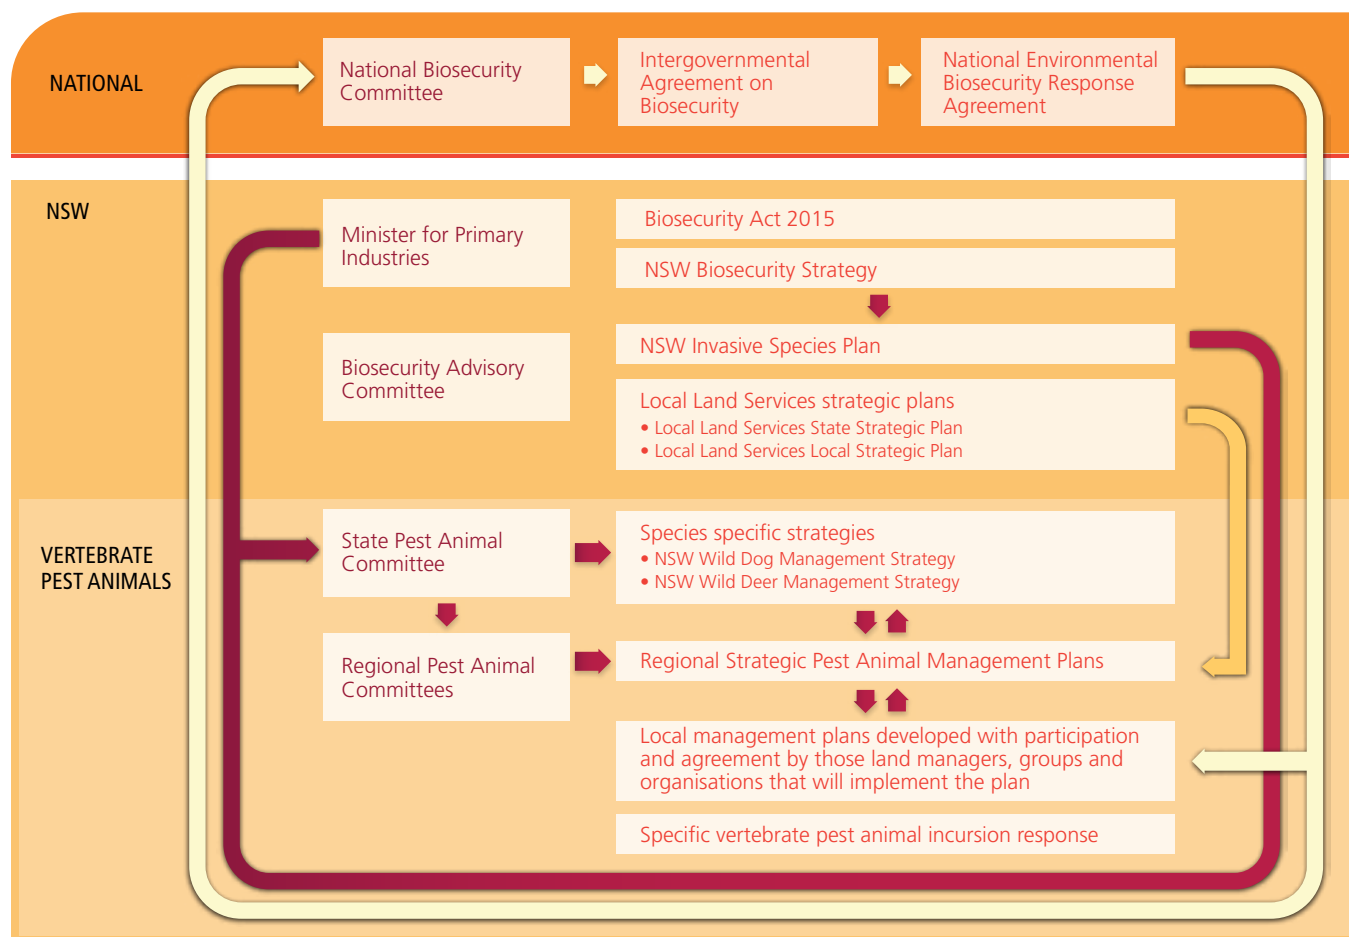 NATIONAL
National Biosecurity
Committee
Intergovernmental
Agreement on
Biosecurity
National Environmental
Biosecurity Response
Agreement
NSW
Minister for Primary
Industries
Biosecurity Act 2015
NSW Biosecurity Strategy
NSW Invasive Species Plan
Biosecurity Advisory
Committee
Local Land Services strategic plans
• Local Land Services State Strategic Plan
• Local Land Services Local Strategic Plan
VERTEBRATE
PEST ANIMALS
State Pest Animal
Committee
Species specific strategies
• NSW Wild Dog Management Strategy
• NSW Wild Deer Management Strategy
Regional Pest Animal
Committees
Regional Strategic Pest Animal Management Plans
Local management plans developed with participation
and agreement by those land managers, groups and
organisations that will implement the plan
Specific vertebrate pest animal incursion response